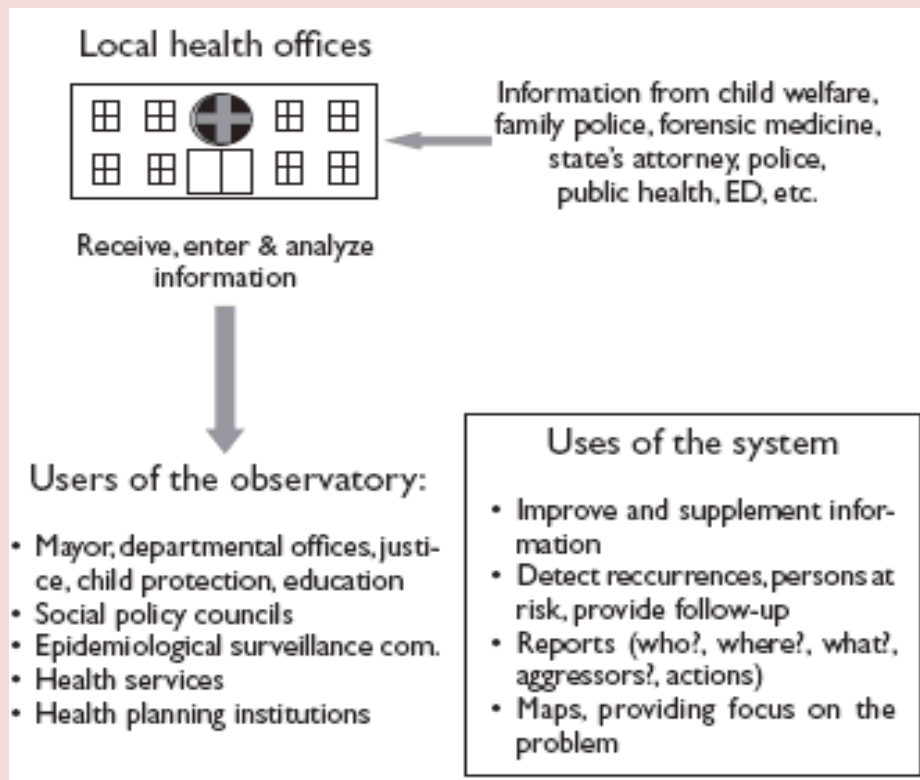 Local health offices
Information from child welfare,
family police, forensic medicine,
state's attorney, police,
public health, ED, etc.
Receive, enter & analyze
information
Users of the observatory:
• Mayor, departmental offices, justi-
ce, child protection, education
• Social policy councils
• Epidemiological surveillance com.
• Health services
• Health planning institutions
Uses of the system
• Improve and supplement infor-
mation
• Detect reccurrences, persons at
risk, provide follow-up
• Reports (who?, where?, what?,
aggressors?, actions)
• Maps, providing focus on the
problem